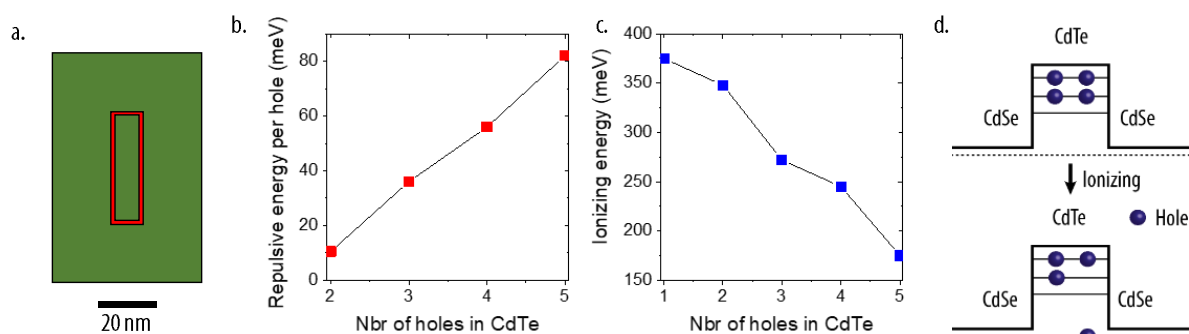 a.
20 nm
b.
Repulsive energy per hole (meV)
80
60
40
20
0
2
3
4
5
Nbr of holes in CdTe
c.
Ionizing energy (meV)
400
350
300
250
200
150
1
2
3
4
5
Nbr of holes in CdTe
d.
CdTe
CdSe CdSe
Ionizing
CdTe Hole
CdSe CdSe